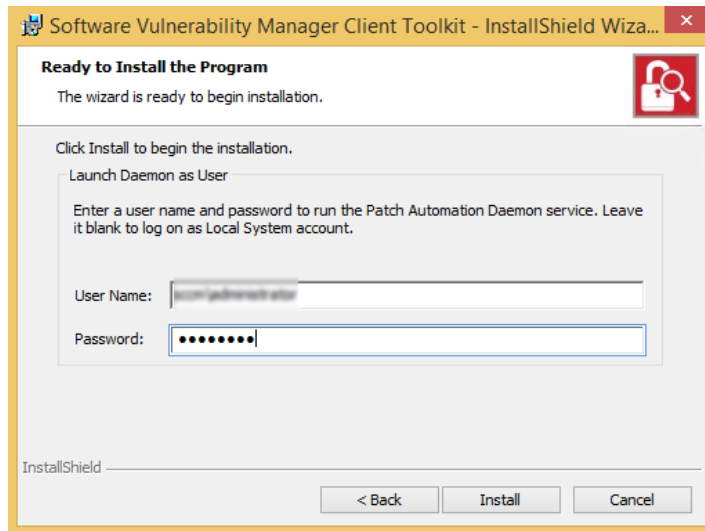 Software Vulnerability Manager Client Toolkit - InstallShield Wiza...
Ready to Install the Program
The wizard is ready to begin installation.
Click Install to begin the installation.
Launch Daemon as User
Enter a user name and password to run the Patch Automation Daemon service. Leave
it blank to log on as Local System account.
User Name:
Password: ••••••••
InstallShield
< Back Install Cancel